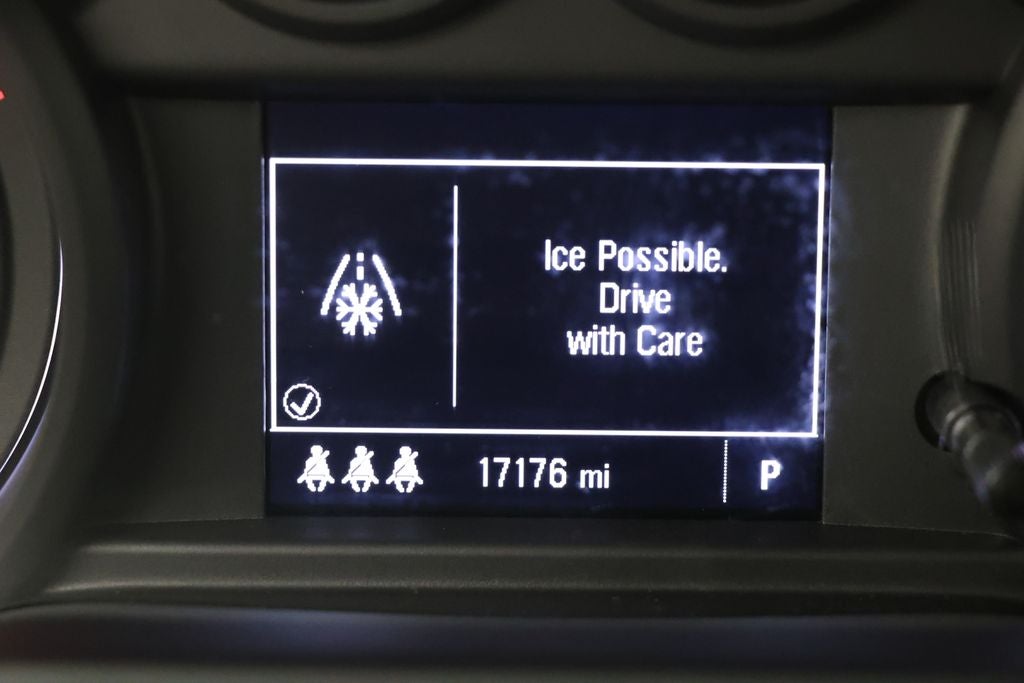 Ice Possible.
Drive
with Care
17176 mi
P